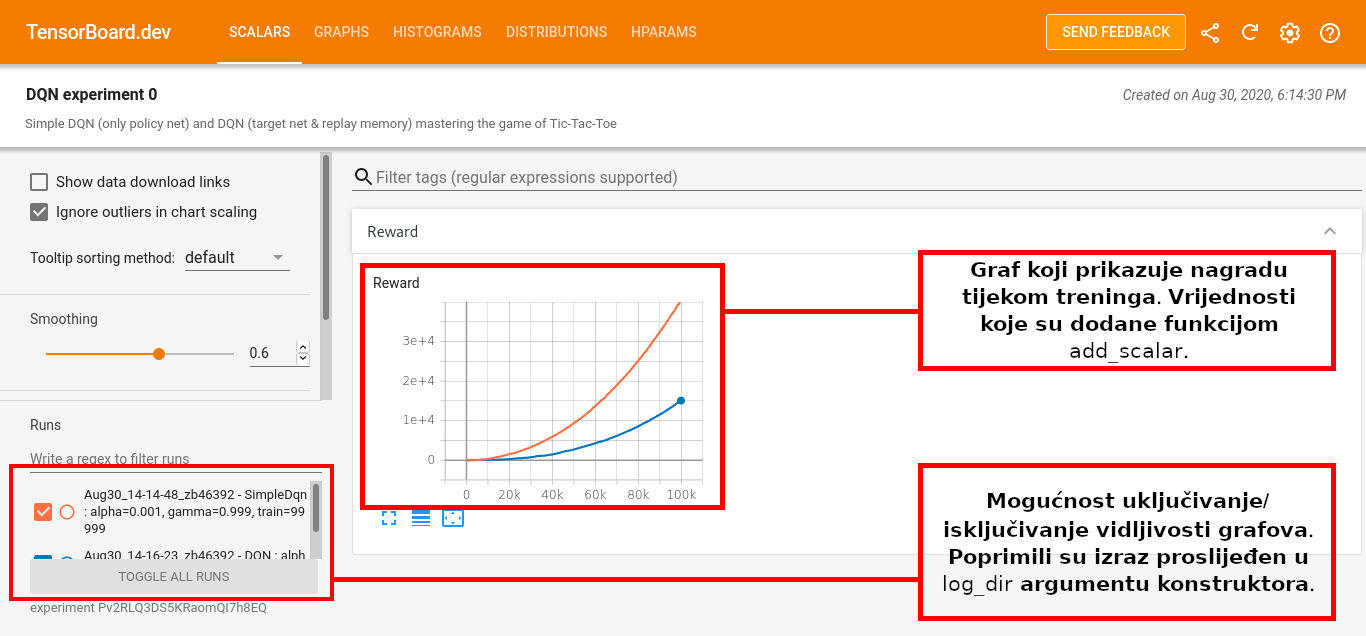 TensorBoard.dev
SCALARS
GRAPHS
HISTOGRAMS
DISTRIBUTIONS
HPARAMS
SEND FEEDBACK
DQN experiment 0
Created on Aug 30, 2020, 6:14:30 PM
Simple DQN (only policy net) and DQN (target net & replay memory) mastering the game of Tic-Tac-Toe
Show data download links
Ignore outliers in chart scaling
Tooltip sorting method: default
Smoothing
0.6
Runs
Write a regex to filter runs
Aug30_14-14-48_zb46392 - SimpleDqn
: alpha=0.001, gamma=0.999, train=99
999
Aug30_14-16-23_zb46392 - DQN : alph
TOGGLE ALL RUNS
experiment Pv2RLQ3DS5KRaomQI7h8EQ
Filter tags (regular expressions supported)
Reward
Reward
3e+4
2e+4
1e+4
0
0 20k 40k 60k 80k 100k
Graf koji prikazuje nagradu
tijekom treninga. Vrijednosti
koje su dodane funkcijom
add_scalar.
Mogućnost uključivanje/
isključivanje vidljivosti grafova.
Poprimili su izraz proslijeđen u
log_dir argumentu konstruktora.